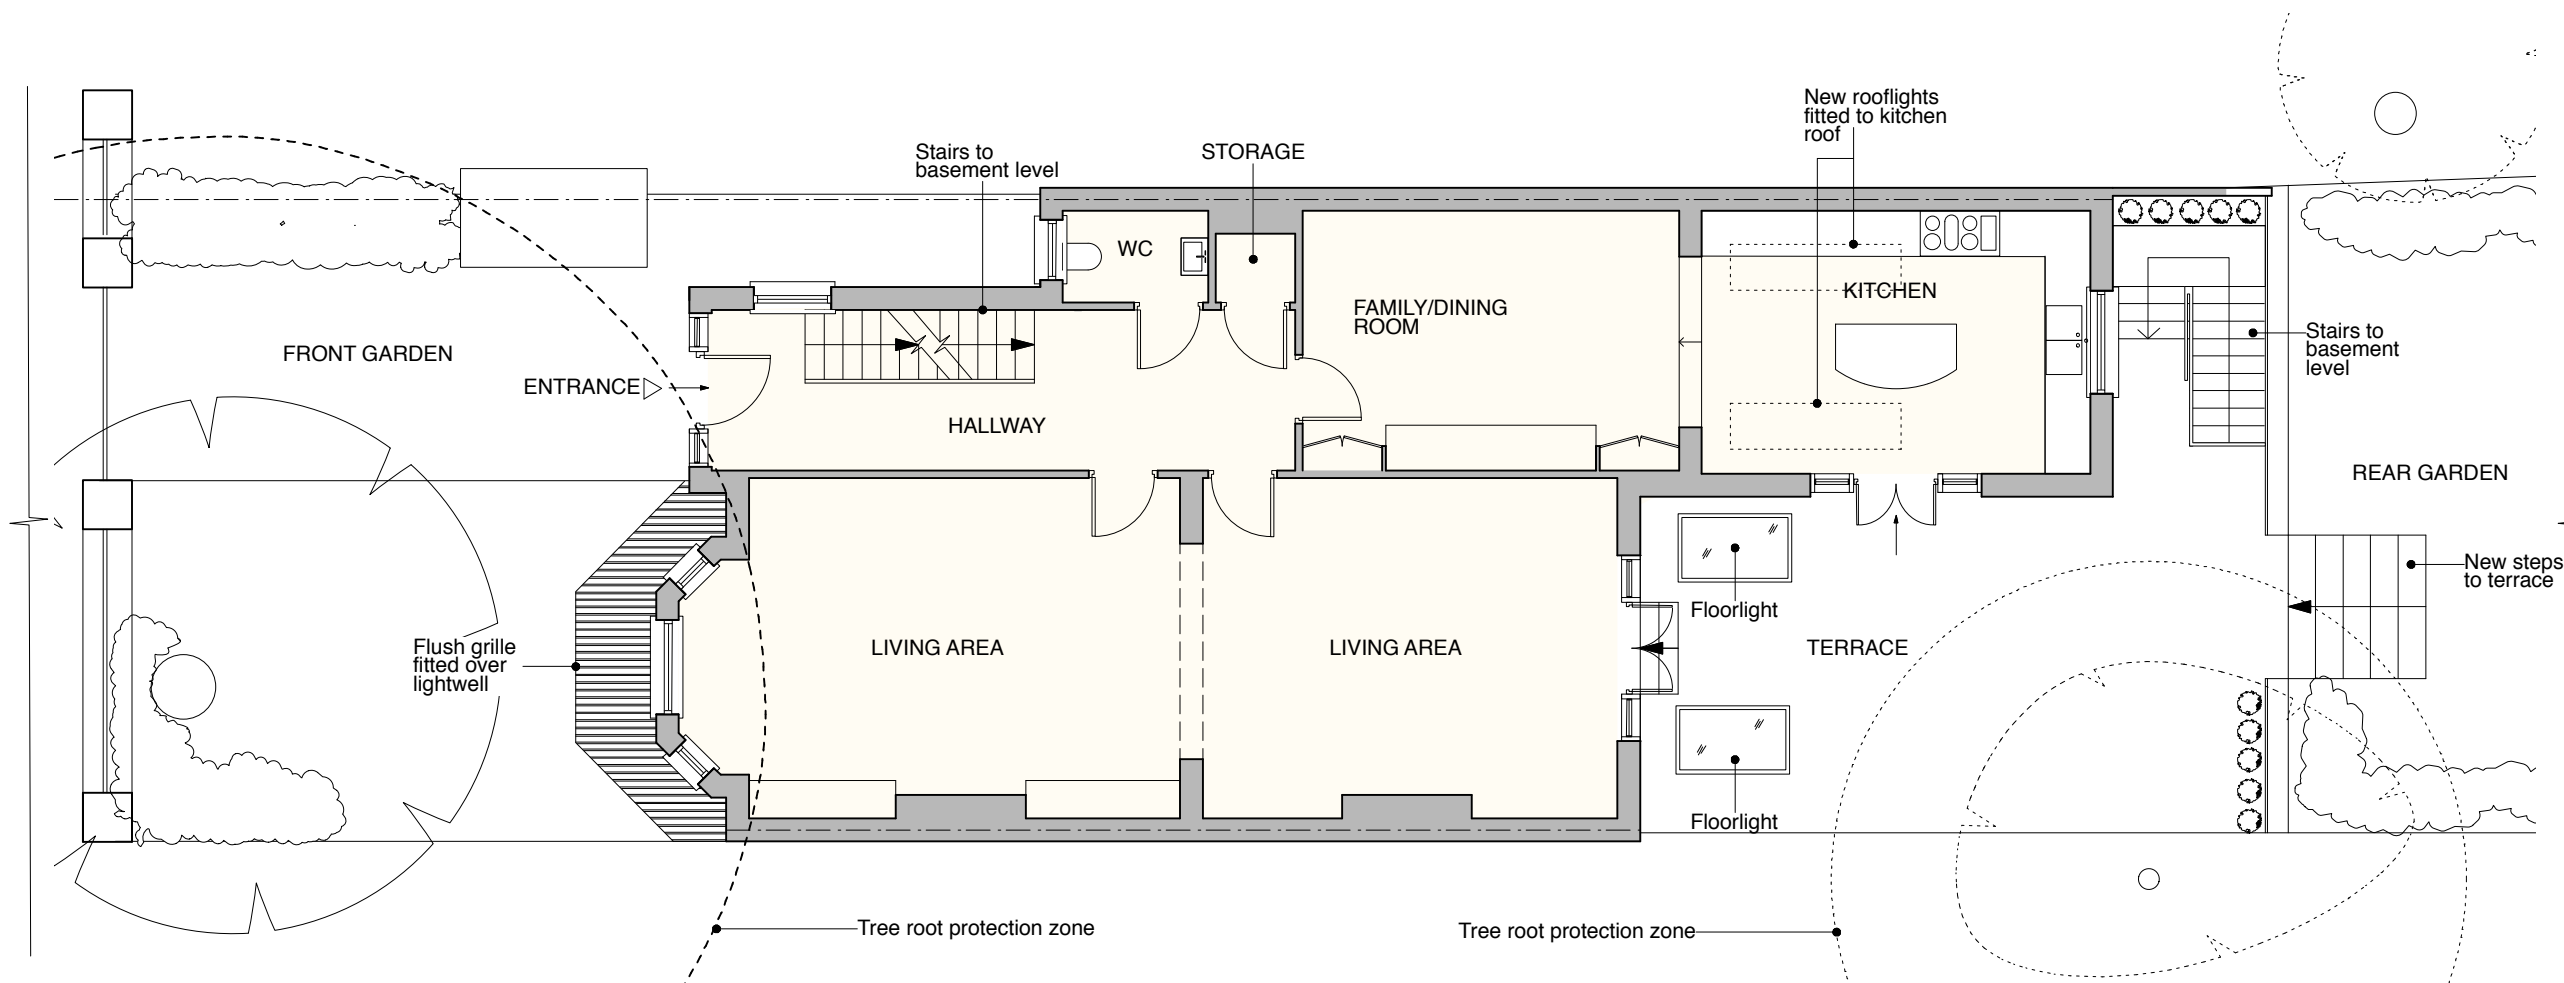 New rooflights
fitted to kitchen
roof
Stairs to
basement level
STORAGE
WC
KITCHEN
FAMILY/DINING
ROOM
Stairs to
basement
level
FRONT GARDEN
ENTRANCE
HALLWAY
REAR GARDEN
New steps
to terrace
Floorlight
Flush grille
fitted over
lightwell
LIVING AREA
LIVING AREA
TERRACE
Floorlight
Tree root protection zone
Tree root protection zone